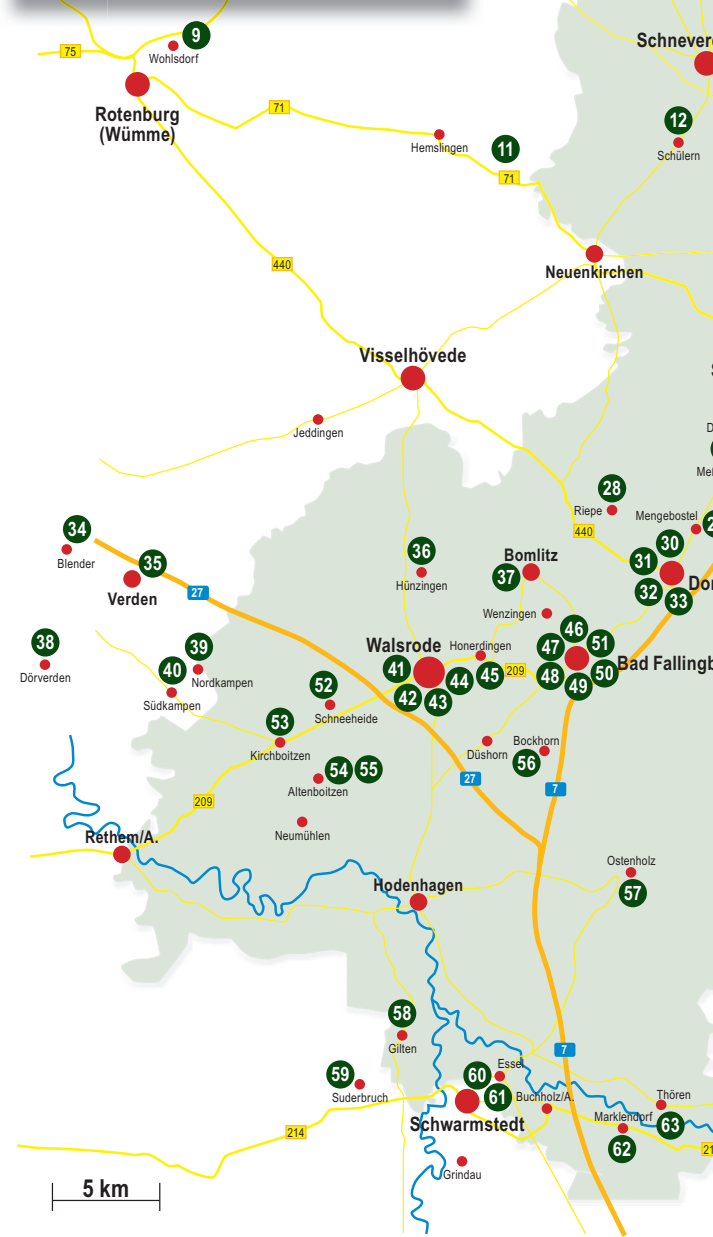 9
75
Wohlsdorf
Schnever
Rotenburg
(Wümme)
71
12
Hemslingen
11
Schülern
71
440
Neuenkirchen
Visselhövede
Jeddingen
28
Riepe
Mengebostel
34
Blender
35
Verden
27
36
Hünzingen
Bomlitz
37
440
30
31
32
33
Dor
Wenzingen
38
Dörverden
39
Nordkampen
40
Südkampen
Walsrode
Honerdingen
41
42
43
44
45
209
46
47
51
Bad Fallingb
48
49
50
52
Schneeheide
53
Kirchboitzen
Düshorn
Bockhorn
56
54
55
Altenboitzen
27
7
209
Neumühlen
Rethem/A.
Ostenholz
57
Hodenhagen
58
Gilten
7
59
Suderbruch
60
Essel
61
Buchholz/A.
Thören
Schwarmstedt
Marklendorf
63
214
62
21
Grindau
5 km